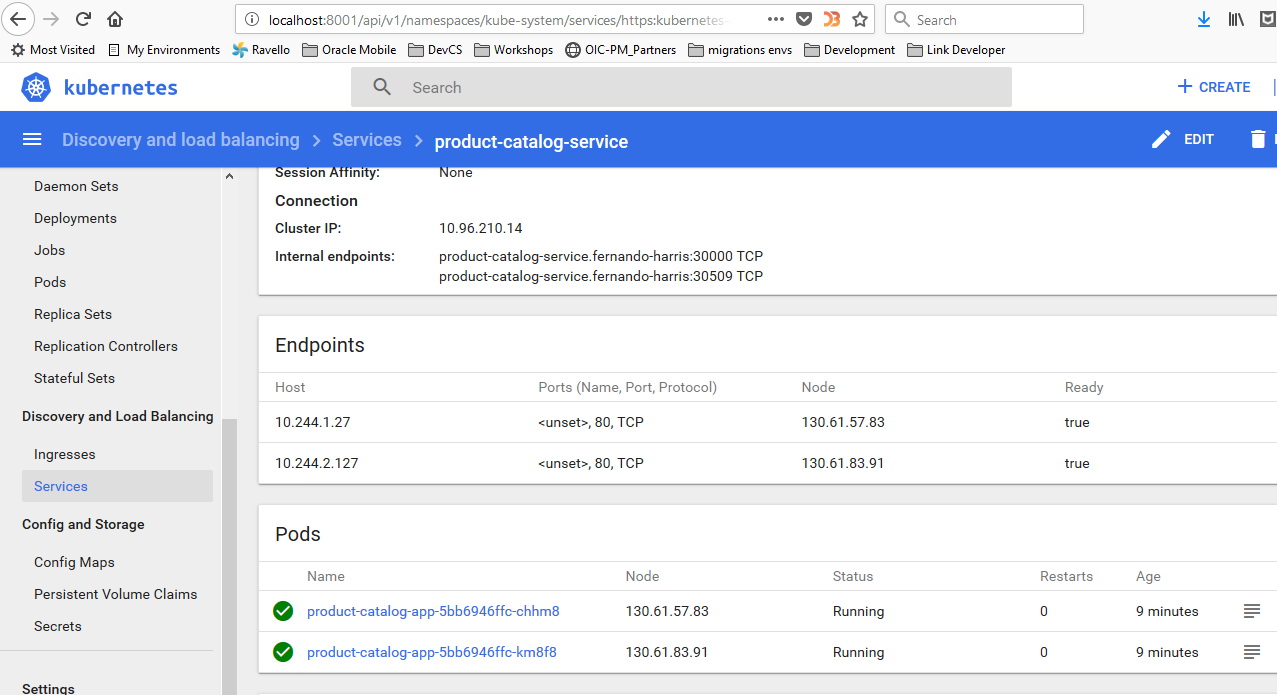 localhost:8001/api/v1/namespaces/kube-system/services/https:kubernetes-
Search
Most Visited My Environments Ravello Oracle Mobile DevCS Workshops OIC-PM_Partners migrations envs Development Link Developer
kubernetes
Search
+ CREATE
Discovery and load balancing > Services > product-catalog-service
EDIT
Daemon Sets
Deployments
Jobs
Pods
Replica Sets
Replication Controllers
Stateful Sets
Discovery and Load Balancing
Ingresses
Services
Config and Storage
Config Maps
Persistent Volume Claims
Secrets
Settings
Session Affinity: None
Connection
Cluster IP: 10.96.210.14
Internal endpoints: product-catalog-service.fernando-harris:30000 TCP
product-catalog-service.fernando-harris:30509 TCP
Endpoints
Host Ports (Name, Port, Protocol) Node Ready
10.244.1.27 <unset>, 80, TCP 130.61.57.83 true
10.244.2.127 <unset>, 80, TCP 130.61.83.91 true
Pods
Name Node Status Restarts Age
product-catalog-app-5bb6946ffc-chhm8 130.61.57.83 Running 0 9 minutes
product-catalog-app-5bb6946ffc-km8f8 130.61.83.91 Running 0 9 minutes